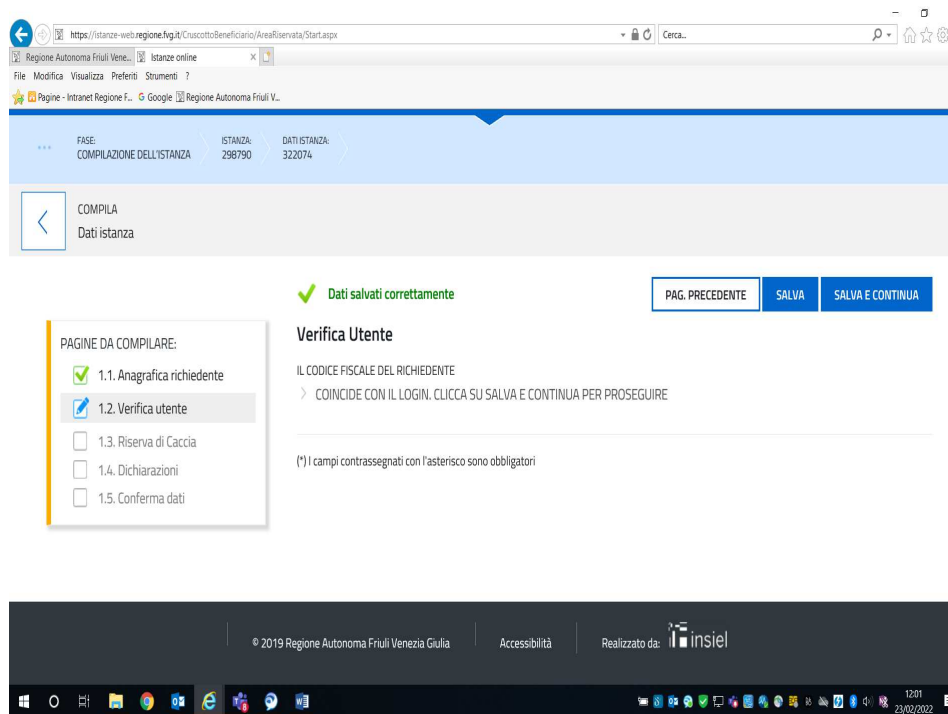 https://istanze-web.regione.fvg.it/CruscottoBeneficiario/AreaRiservata/Start.aspx
Cerca...
Regione Autonoma Friuli Vene...
Istanze online
File Modifica Visualizza Preferiti Strumenti ?
Pagine - Intranet Regione F... Google Regione Autonoma Friuli V...
FASE: ISTANZA: DATI ISTANZA:
COMPILAZIONE DELL'ISTANZA 298790 322074
COMPILA
Dati istanza
Dati salvati correttamente
PAG. PRECEDENTE SALVA SALVA E CONTINUA
PAGINE DA COMPILARE:
1.1. Anagrafica richiedente
1.2. Verifica utente
1.3. Riserva di Caccia
1.4. Dichiarazioni
1.5. Conferma dati
Verifica Utente
IL CODICE FISCALE DEL RICHIEDENTE
COINCIDE CON IL LOGIN. CLICCA SU SALVA E CONTINUA PER PROSEGUIRE
(*) I campi contrassegnati con l'asterisco sono obbligatori
© 2019 Regione Autonoma Friuli Venezia Giulia Accessibilità Realizzato da: insiel
12:01
23/02/2022